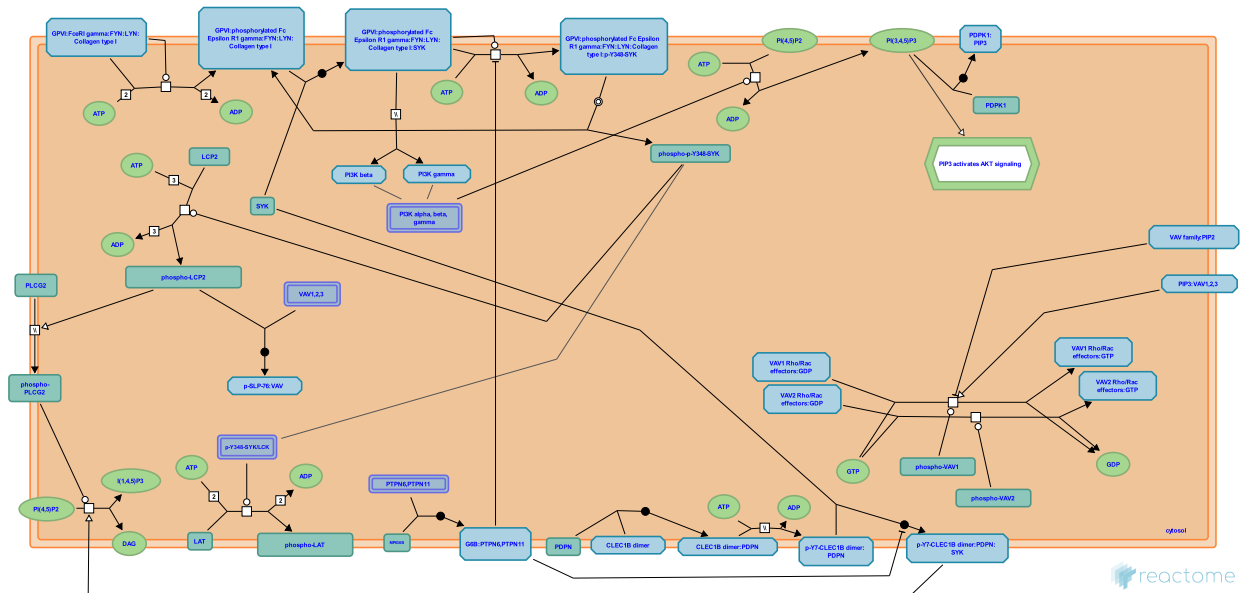 GPVI:FceRI gamma:FYN:LYN:
Collagen type I
GPVI:phosphorylated Fc
Epsilon R1 gamma:FYN:LYN:
Collagen type I
GPVI:phosphorylated Fc
Epsilon R1 gamma:FYN:LYN:
Collagen type I:SYK
GPVI:phosphorylated Fc Epsilon
R1 gamma:FYN:LYN:Collagen
type I:p-Y348-SYK
PI(4,5)P2
PI(3,4,5)P3
PDPK1:
PIP3
ATP
2
2
ADP
ATP
ADP
ATP
ADP
PDPK1
\\
PIP3 activates AKT signaling
phospho-p-Y348-SYK
LCP2
ATP
3
PI3K beta
PI3K gamma
PI3K alpha, beta,
gamma
SYK
3
ADP
VAV family:PIP2
phospho-LCP2
PLCG2
VAV1,2,3
PIP3:VAV1,2,3
\\
phospho-
PLCG2
p-SLP-76:VAV
VAV1 Rho/Rac
effectors:GDP
VAV2 Rho/Rac
effectors:GDP
VAV1 Rho/Rac
effectors:GTP
VAV2 Rho/Rac
effectors:GTP
p-Y348-SYK/LCK
ATP
ADP
2
2
PTPN6,PTPN11
GTP
phospho-VAV1
phospho-VAV2
GDP
I(1,4,5)P3
PI(4,5)P2
DAG
LAT
phospho-LAT
G6B:PTPN6,PTPN11
PDPN
CLEC1B dimer
CLEC1B dimer:PDPN
ATP
ADP
\\
p-Y7-CLEC1B dimer:
PDPN
p-Y7-CLEC1B dimer:PDPN:
SYK
cytosol
reactome